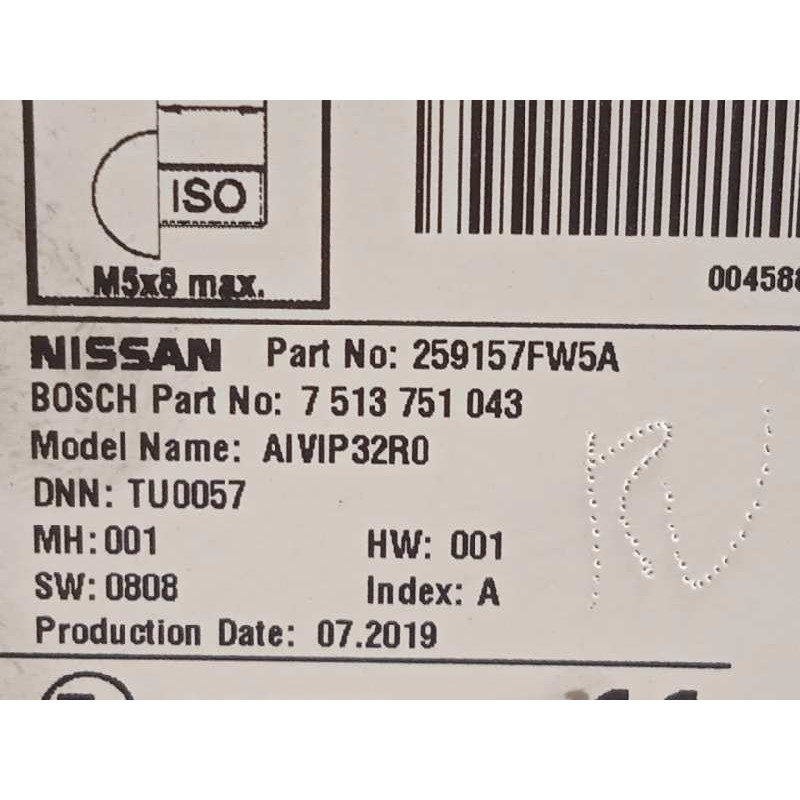 ISO
M5x8 max.
004588
NISSAN Part No: 259157FW5A
BOSCH Part No: 7 513 751 043
Model Name: AIVIP32R0
DNN: TU0057
MH: 001 HW: 001
SW: 0808 Index: A
Production Date: 07.2019
RU